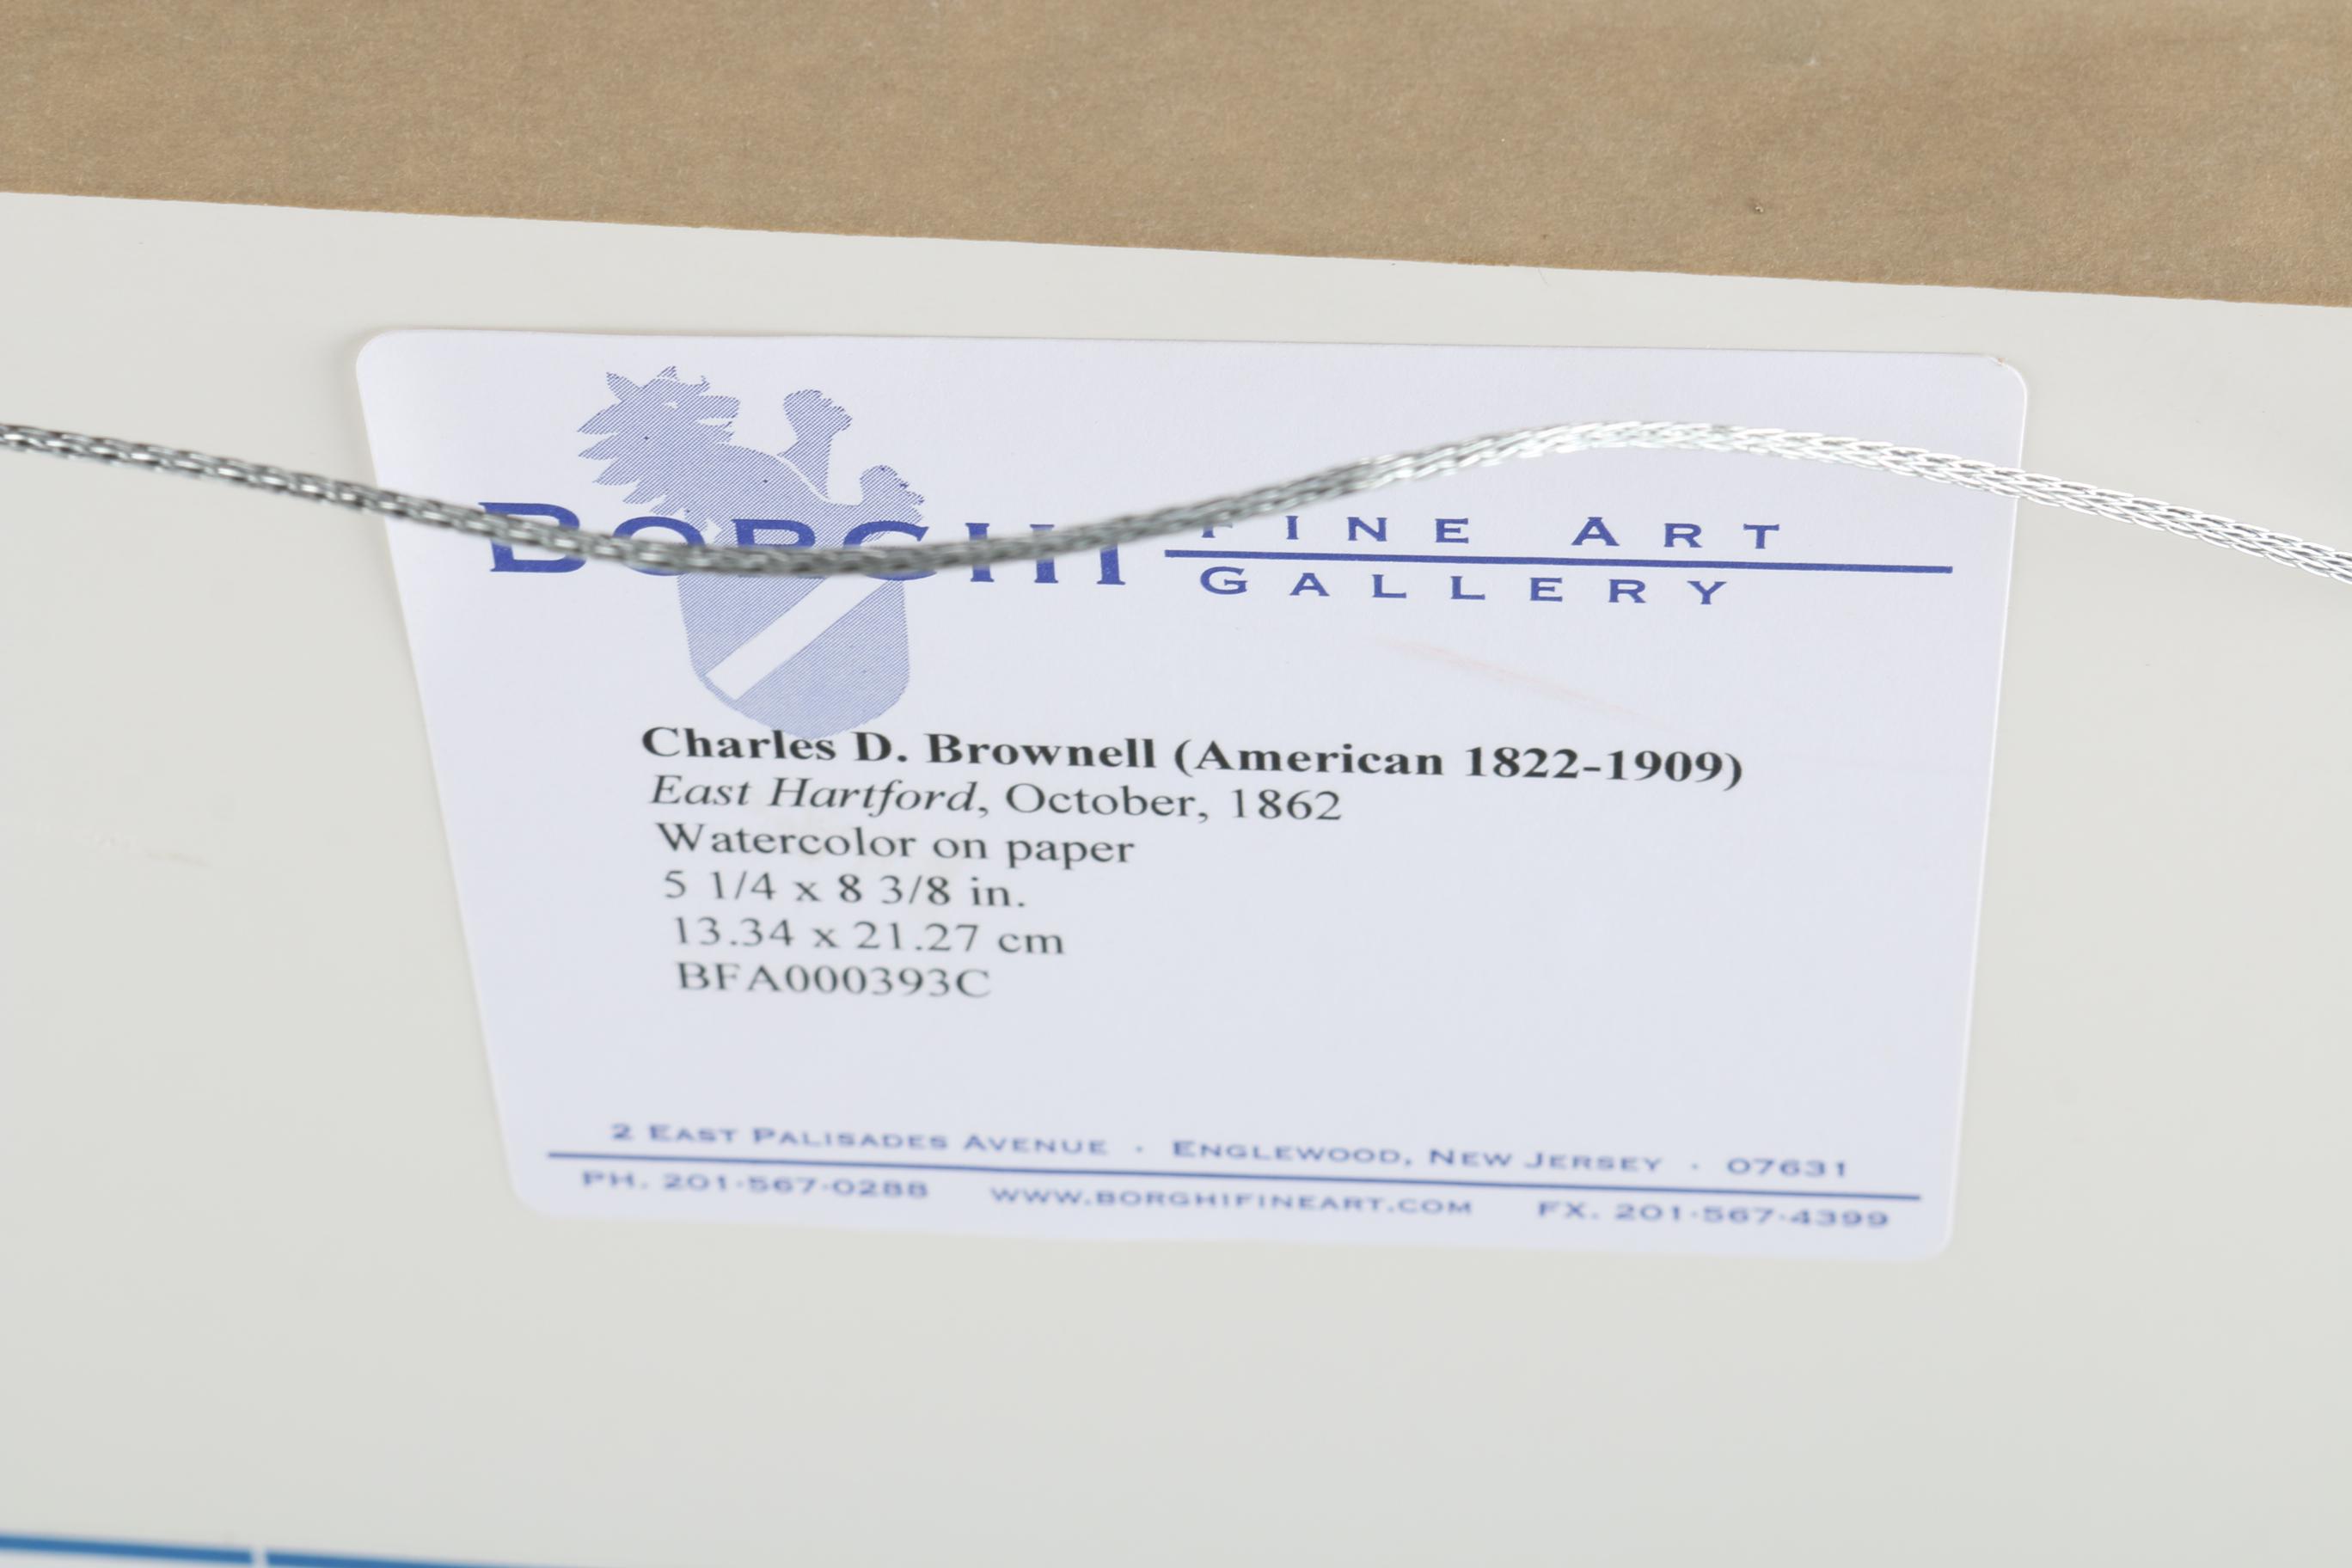 BORGHI FINE ART
GALLERY
Charles D. Brownell (American 1822-1909)
East Hartford, October, 1862
Watercolor on paper
5 1/4 x 8 3/8 in.
13.34 x 21.27 cm
BFA000393C
2 EAST PALISADES AVENUE · ENGLEWOOD, NEW JERSEY · 07631
PH. 201·567·0288 WWW.BORGHIFINEART.COM FX. 201·567·4399